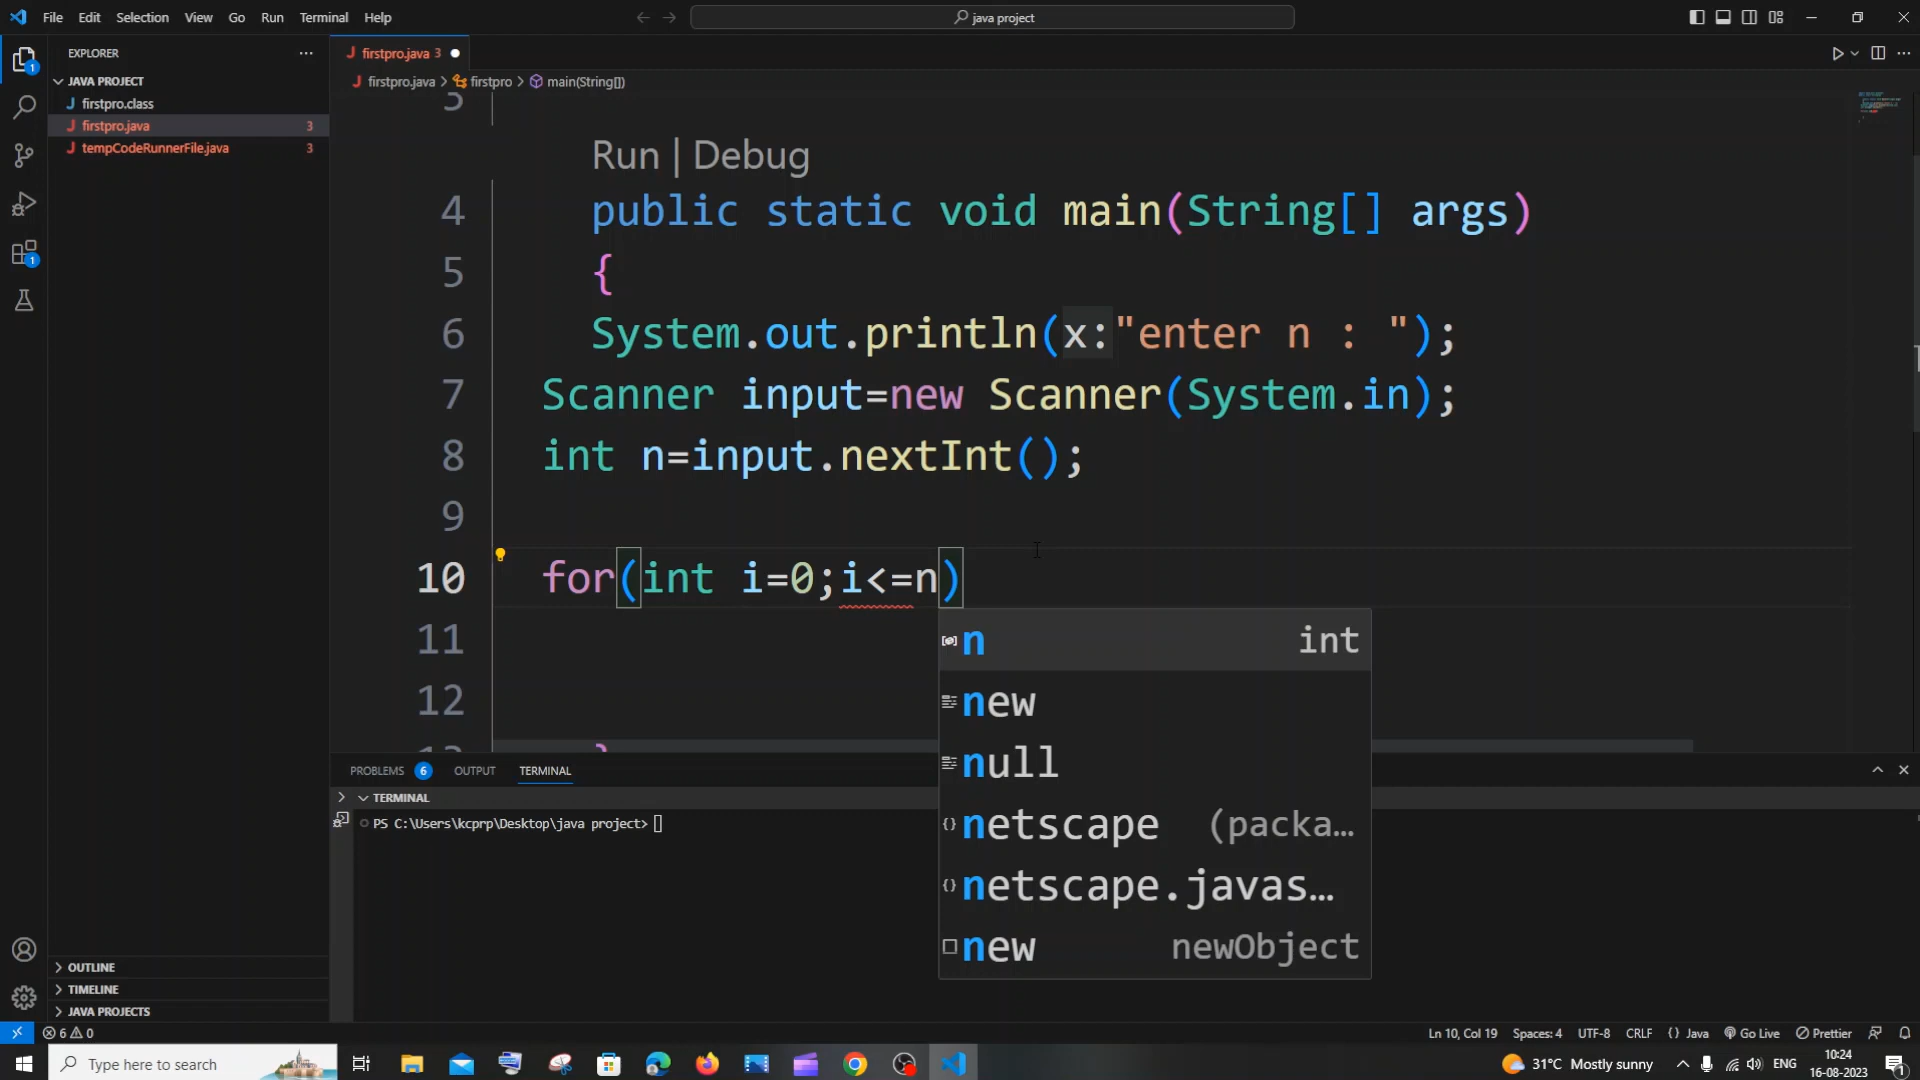 File Edit Selection View Go Run Terminal Help
java project
EXPLORER
JAVA PROJECT
firstpro.class
firstpro.java 3
tempCodeRunnerFile.java 3
OUTLINE
TIMELINE
JAVA PROJECTS
firstpro.java 3
firstpro.java > firstpro > main(String[])
3
Run | Debug
4 public static void main(String[] args)
5 {
6 System.out.println(x:"enter n : ");
7 Scanner input=new Scanner(System.in);
8 int n=input.nextInt();
9
10 for(int i=0;i<=n)
11
12
n int
new
null
netscape (packa…
netscape.javas…
new newObject
PROBLEMS 6 OUTPUT TERMINAL
TERMINAL
PS C:\Users\kcprp\Desktop\java project>
6 0
Ln 10, Col 19 Spaces: 4 UTF-8 CRLF {} Java Go Live Prettier
Type here to search
31°C Mostly sunny
ENG
10:24
16-08-2023